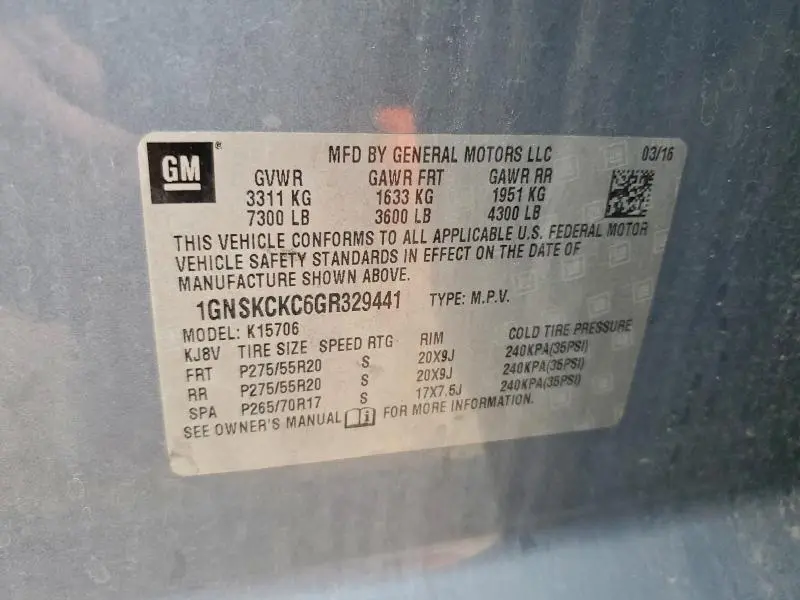 GM ®
MFD BY GENERAL MOTORS LLC 03/16
GVWR GAWR FRT GAWR RR
3311 KG 1633 KG 1951 KG
7300 LB 3600 LB 4300 LB
THIS VEHICLE CONFORMS TO ALL APPLICABLE U.S. FEDERAL MOTOR
VEHICLE SAFETY STANDARDS IN EFFECT ON THE DATE OF
MANUFACTURE SHOWN ABOVE.
1GNSKCKC6GR329441 TYPE: M.P.V.
MODEL: K15706
KJ8V TIRE SIZE SPEED RTG RIM COLD TIRE PRESSURE
FRT P275/55R20 S 20X9J 240KPA(35PSI)
RR P275/55R20 S 20X9J 240KPA(35PSI)
SPA P265/70R17 S 17X7.5J 240KPA(35PSI)
SEE OWNER'S MANUAL FOR MORE INFORMATION.